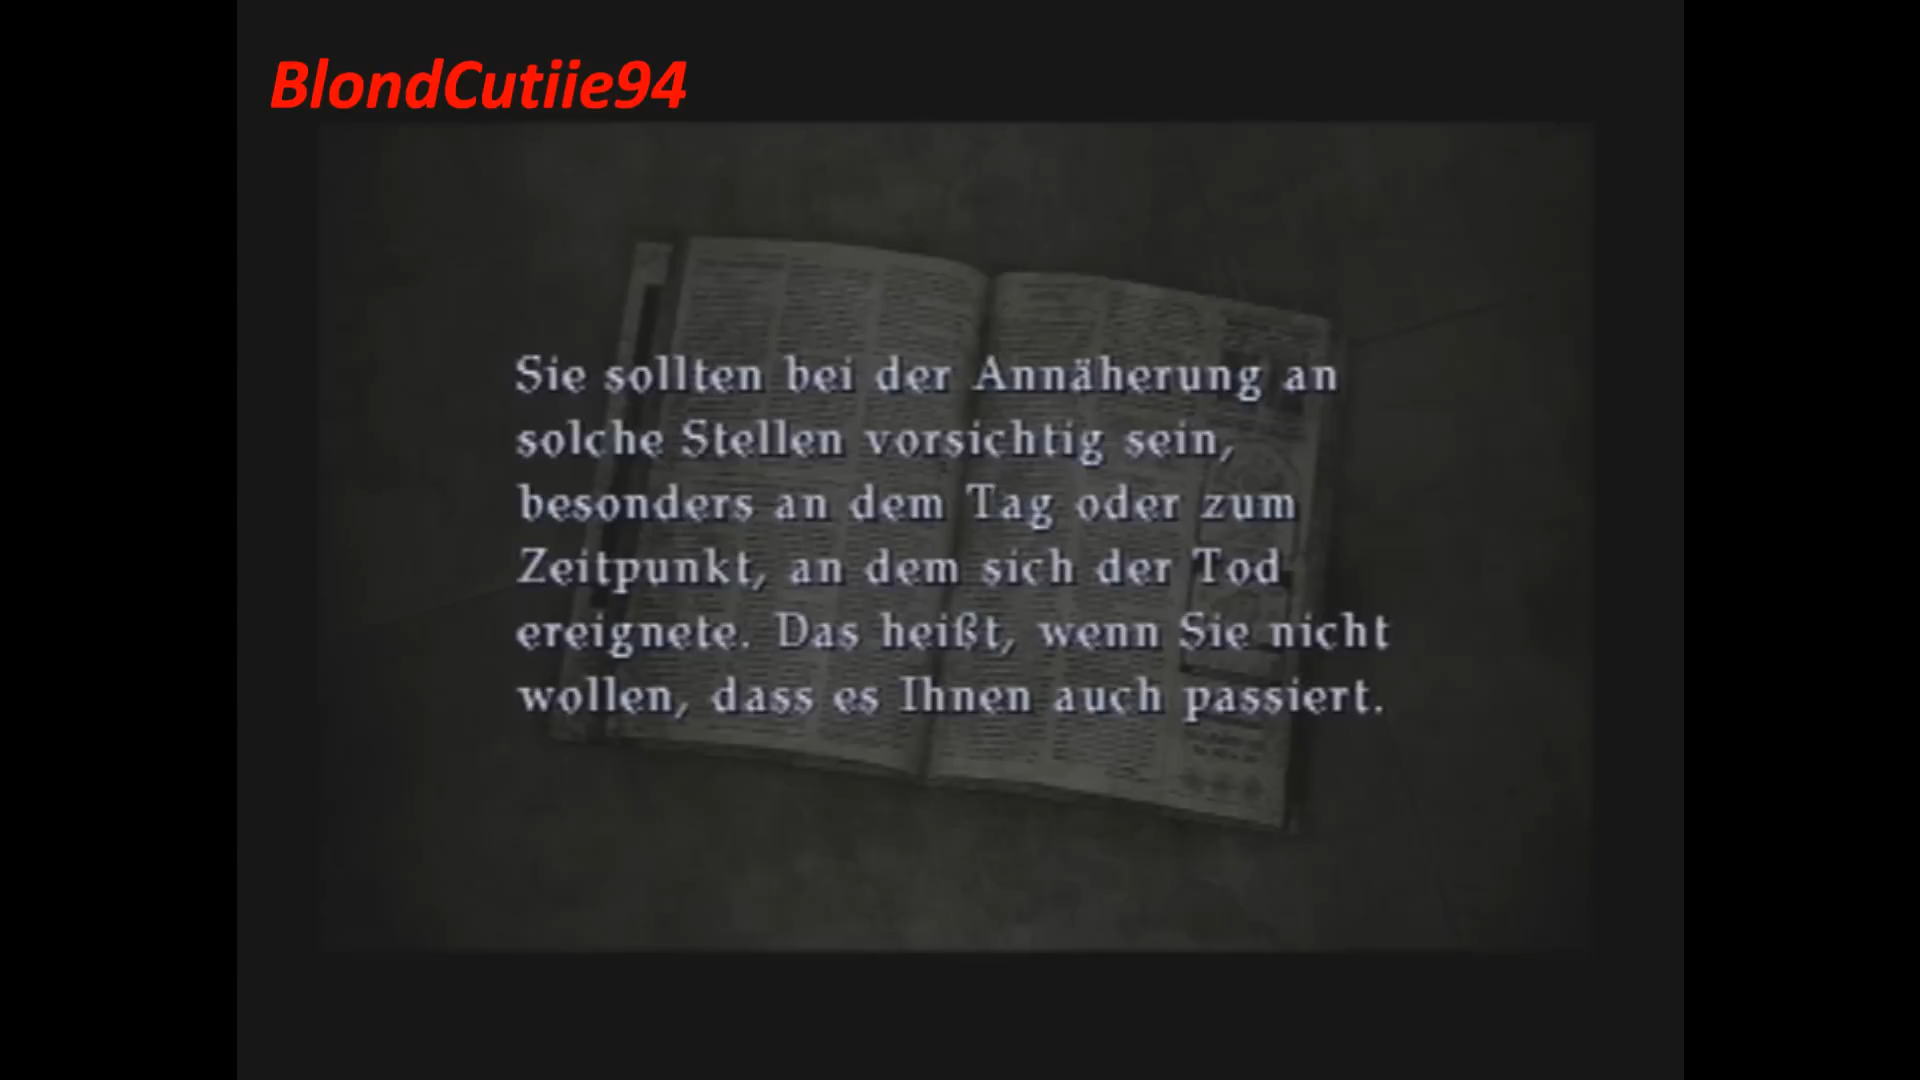 BlondCutiie94
Sie sollten bei der Annäherung an
solche Stellen vorsichtig sein,
besonders an dem Tag oder zum
Zeitpunkt, an dem sich der Tod
ereignete. Das heißt, wenn Sie nicht
wollen, dass es Ihnen auch passiert.